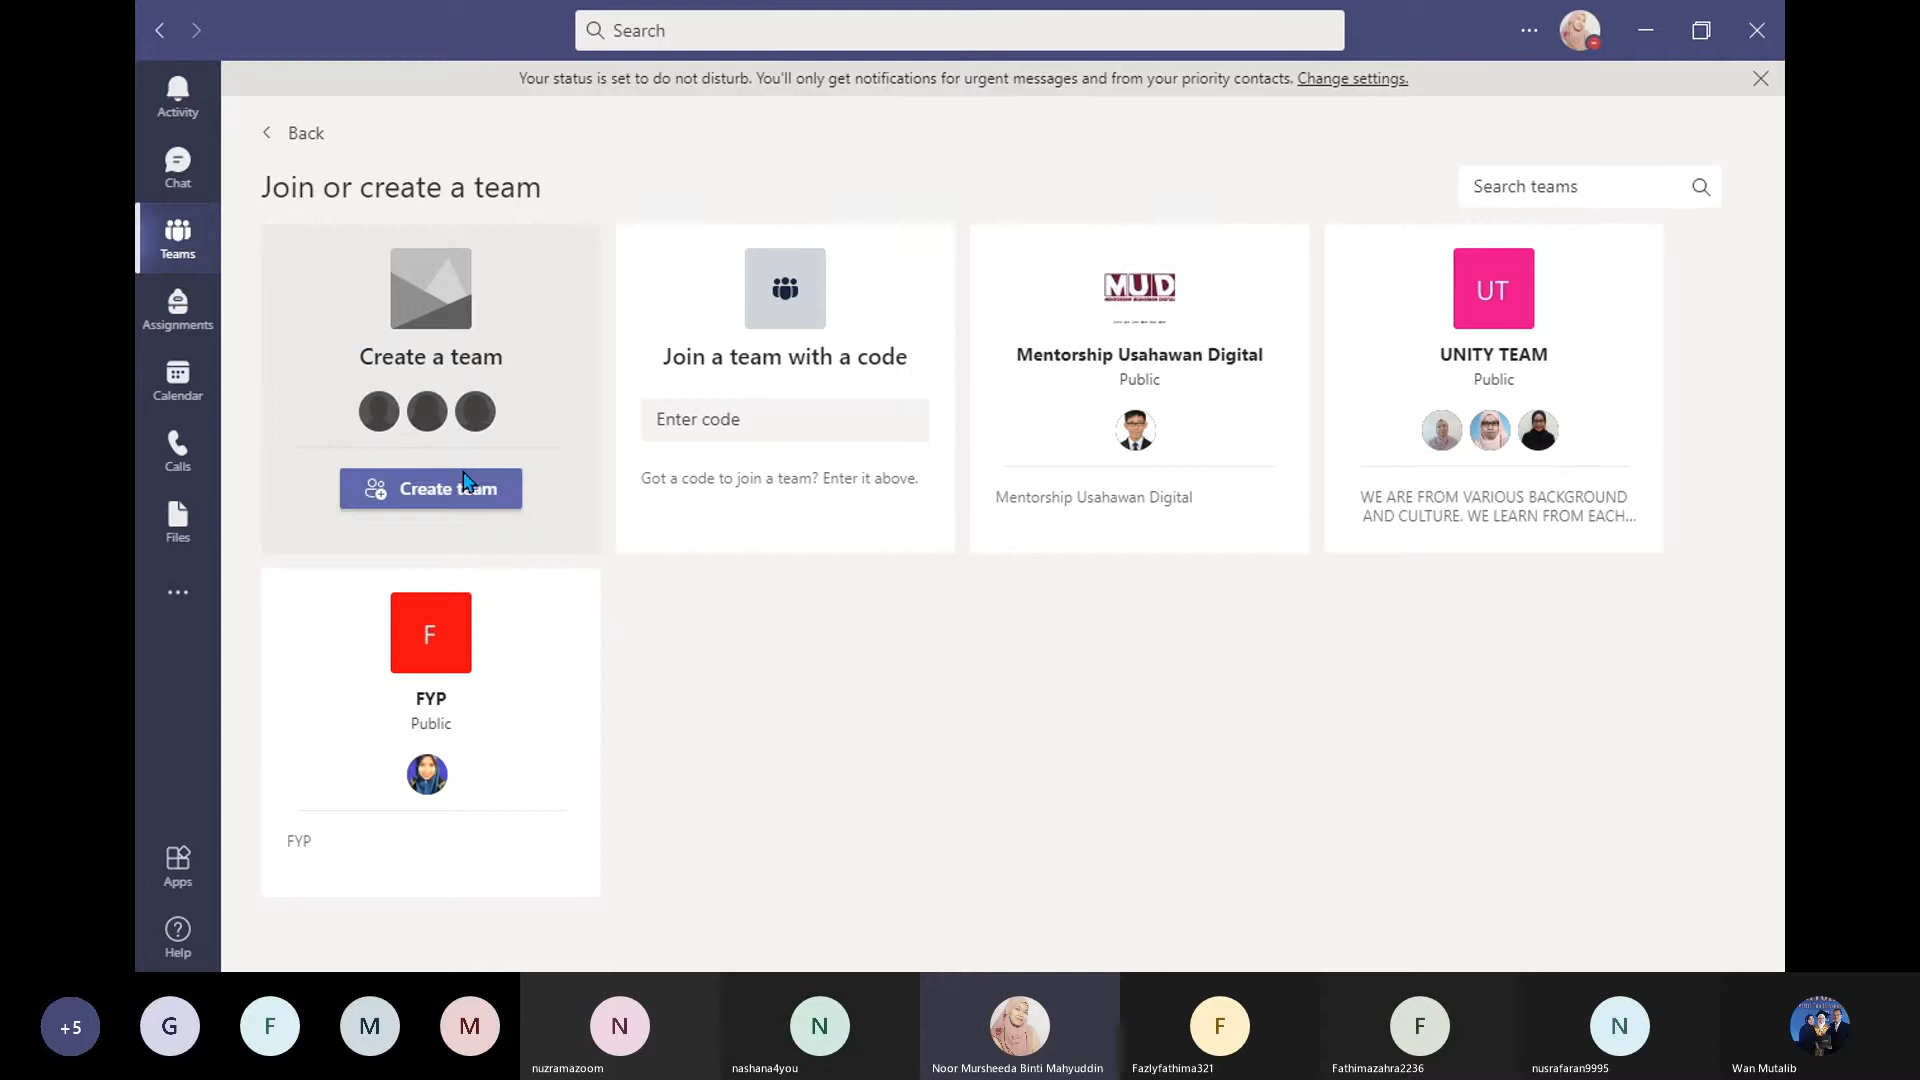 Search
Your status is set to do not disturb. You'll only get notifications for urgent messages and from your priority contacts. Change settings.
Activity
Chat
Teams
Assignments
Calendar
Calls
Files
Apps
Help
Back
Join or create a team
Search teams
Create a team
Create team
Join a team with a code
Enter code
Got a code to join a team? Enter it above.
MUD
Mentorship Usahawan Digital
Public
Mentorship Usahawan Digital
UT
UNITY TEAM
Public
WE ARE FROM VARIOUS BACKGROUND
AND CULTURE. WE LEARN FROM EACH...
F
FYP
Public
FYP
+5
G
F
M
M
N
nuzramazoom
N
nashana4you
Noor Mursheeda Binti Mahyuddin
F
Fazlyfathima321
F
Fathimazahra2236
N
nusrafaran9995
Wan Mutalib